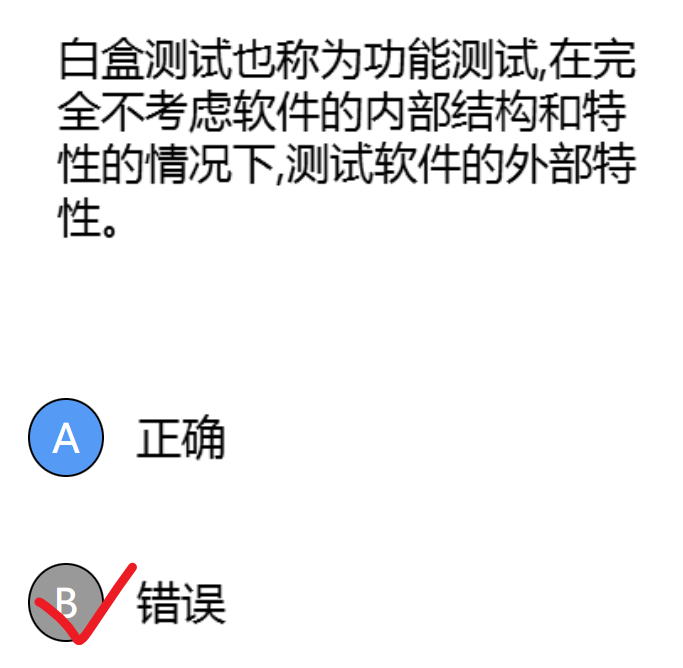 白盒测试也称为功能测试,在完
全不考虑软件的内部结构和特
性的情况下,测试软件的外部特
性。
A 正确
B 错误